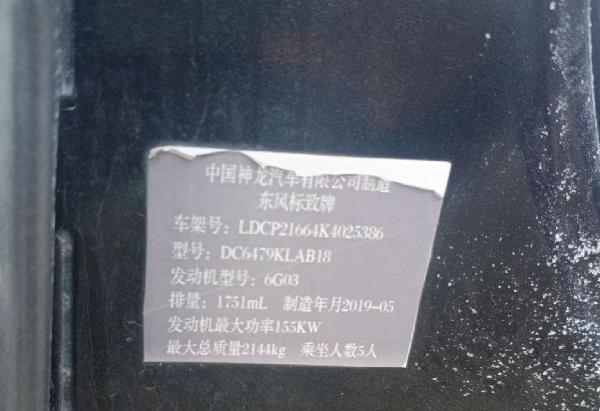 中国神龙汽车有限公司制造
东风标致牌
车架号：LDCP21664K4025386
型号：DC6479KLAB18
发动机型号：6G03
排量：1751mL 制造年月2019-05
发动机最大功率155KW
最大总质量2144kg 乘坐人数5人